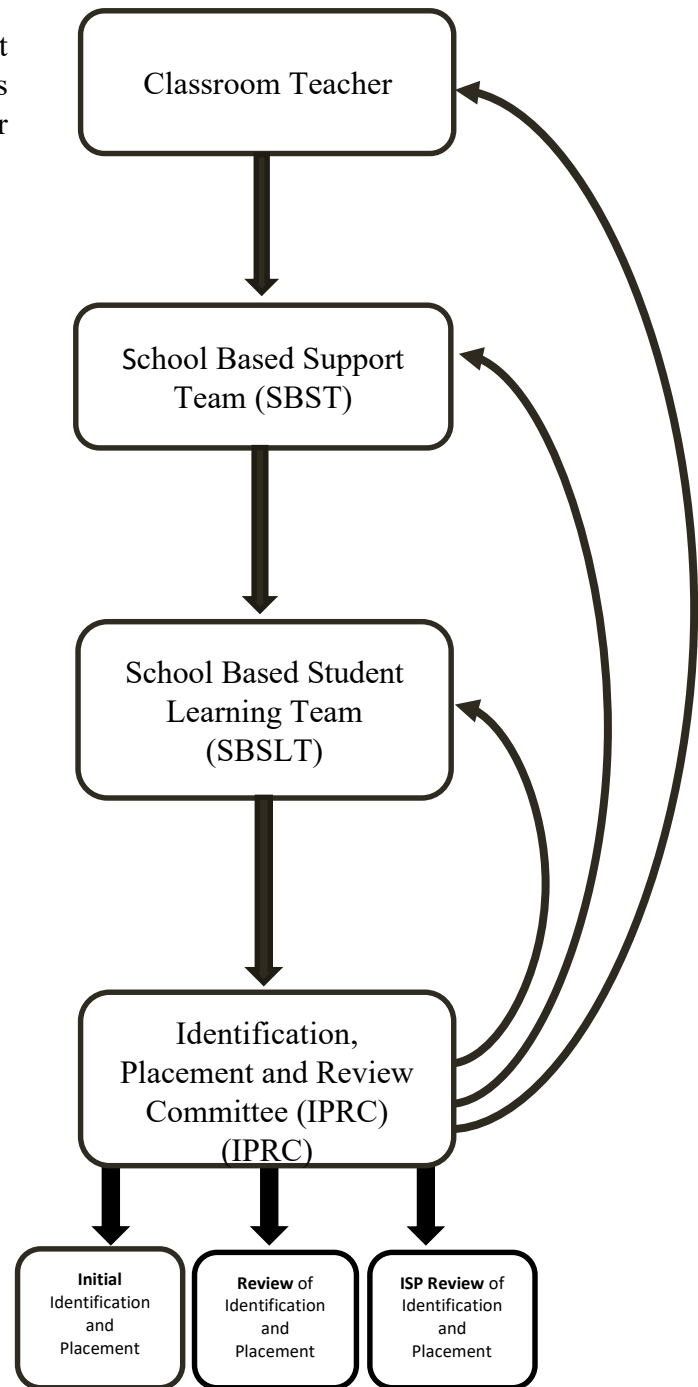 t
s
r
Classroom Teacher
School Based Support
Team (SBST)
School Based Student
Learning Team
(SBSLT)
Identification,
Placement and Review
Committee (IPRC)
(IPRC)
Initial
Identification
and
Placement
Review of
Identification
and
Placement
ISP Review of
Identification
and
Placement